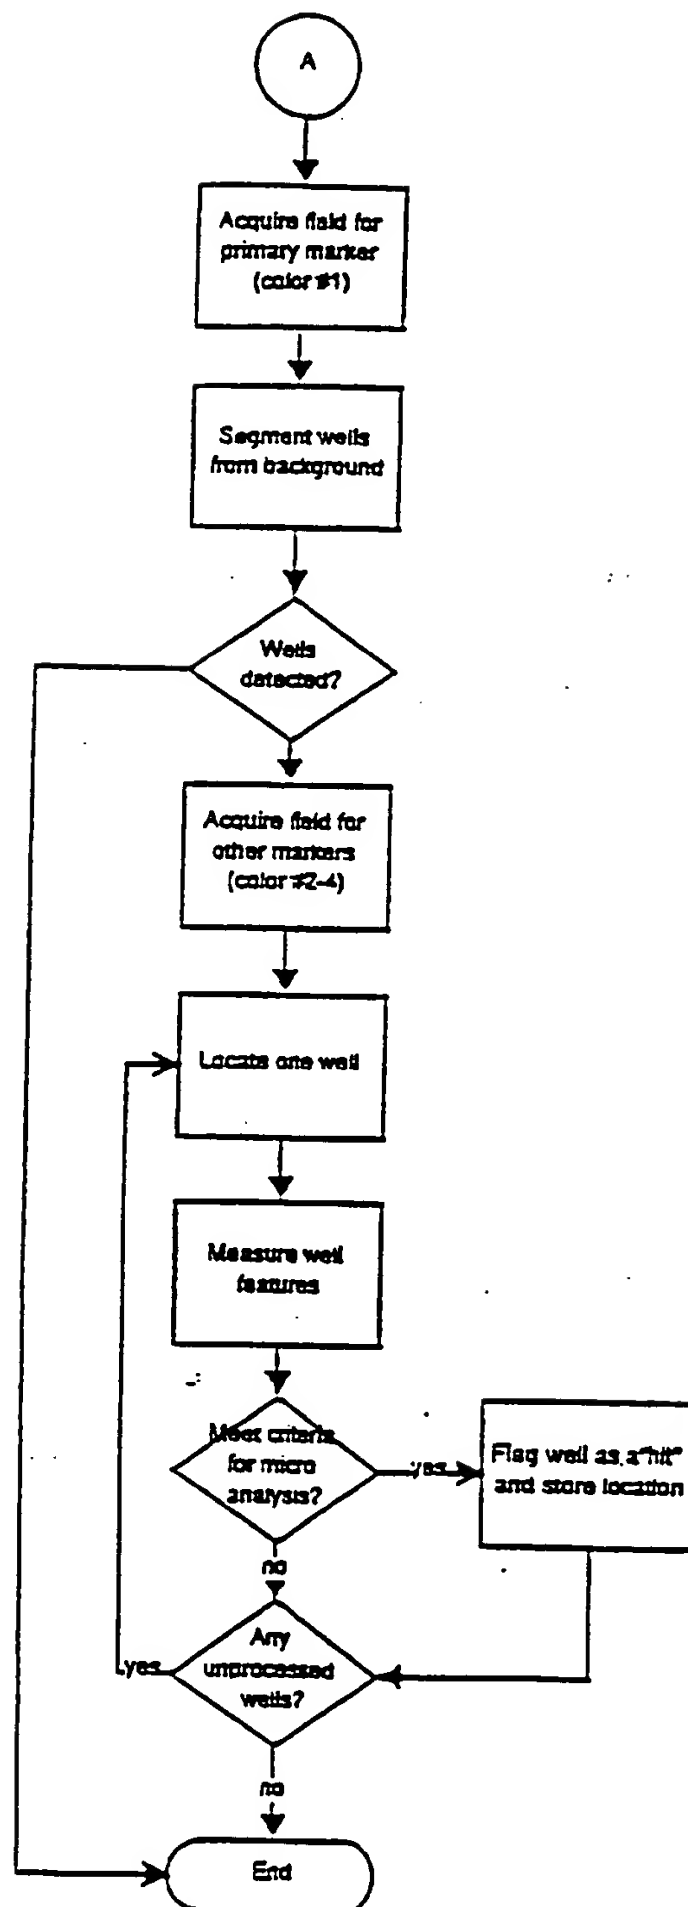 A
Acquire field for
primary marker
(color #1)
Segment wells
from background
Wells
detected?
Acquire field for
other markers
(color #2-4)
Locate one well
Measure well
features
Meet criteria
for micro
analysis?
yes
Flag well as a "hit"
and store location
no
Any
unprocessed
wells?
yes
no
End